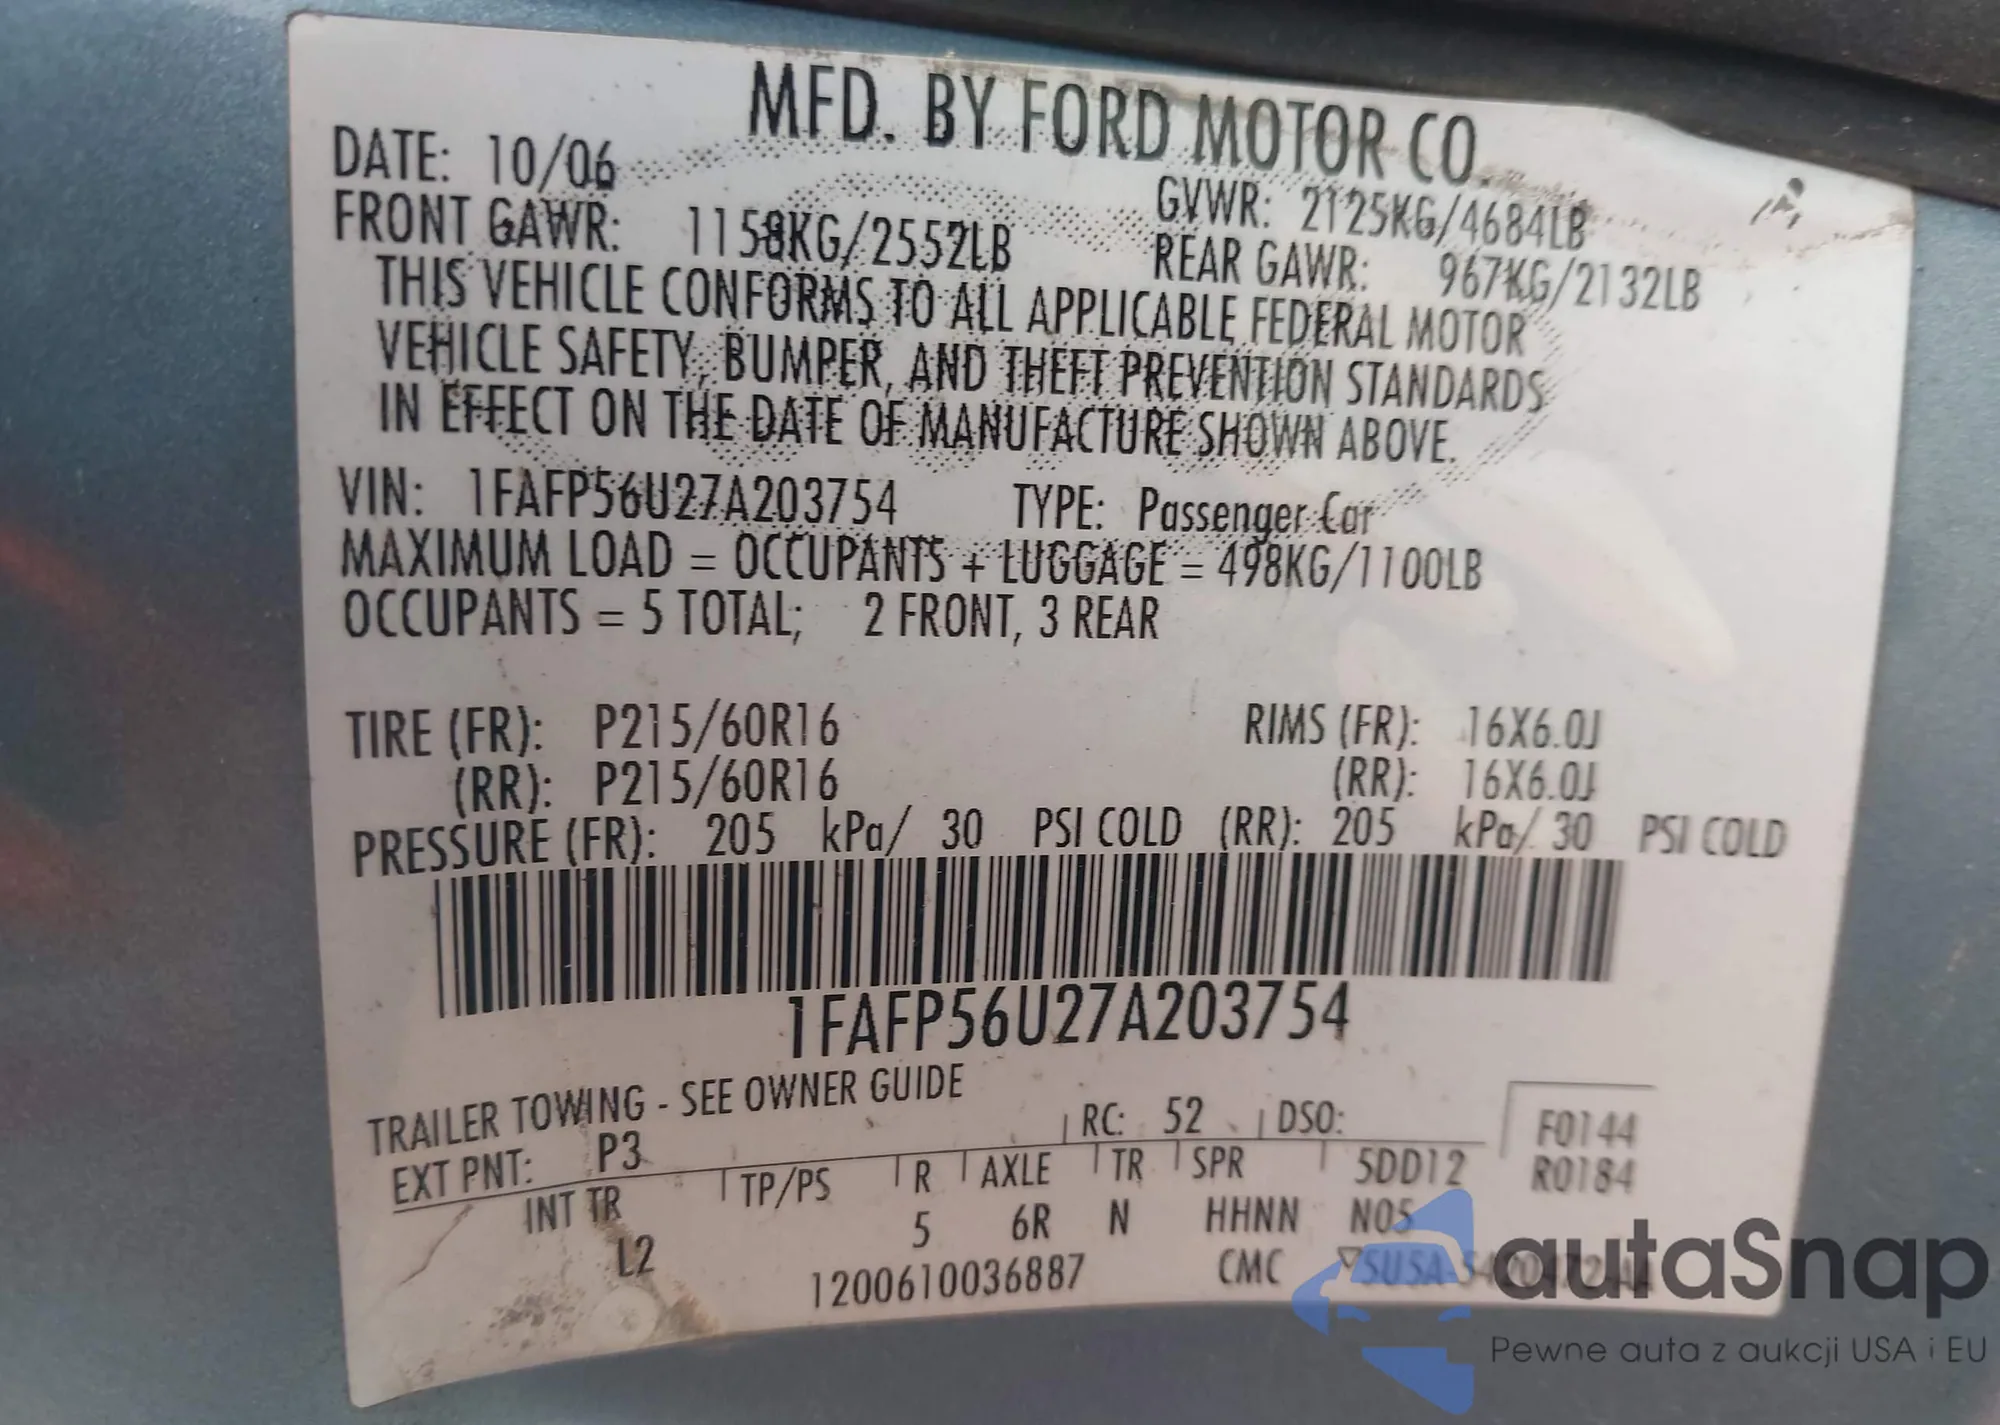 MFD. BY FORD MOTOR CO.
DATE: 10/06
GVWR: 2125KG/4684LB
FRONT GAWR: 1158KG/2552LB
REAR GAWR: 967KG/2132LB
THIS VEHICLE CONFORMS TO ALL APPLICABLE FEDERAL MOTOR
VEHICLE SAFETY, BUMPER, AND THEFT PREVENTION STANDARDS
IN EFFECT ON THE DATE OF MANUFACTURE SHOWN ABOVE.
VIN: 1FAFP56U27A203754 TYPE: Passenger Car
MAXIMUM LOAD = OCCUPANTS + LUGGAGE = 498KG/1100LB
OCCUPANTS = 5 TOTAL; 2 FRONT, 3 REAR
TIRE (FR): P215/60R16 RIMS (FR): 16X6.0J
(RR): P215/60R16 (RR): 16X6.0J
PRESSURE (FR): 205 kPa/ 30 PSI COLD (RR): 205 kPa/ 30 PSI COLD
1FAFP56U27A203754
TRAILER TOWING - SEE OWNER GUIDE
EXT PNT: P3 RC: 52 DSO: F0144
INT TR TP/PS R AXLE TR SPR 5DD12 R0184
L2 5 6R N HHNN N05
1200610036887 CMC
autaSnap
Pewne auta z aukcji USA i EU